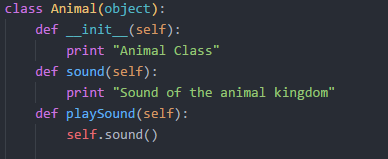 class Animal(object):
    def __init__(self):
        print "Animal Class"
    def sound(self):
        print "Sound of the animal kingdom"
    def playSound(self):
        self.sound()